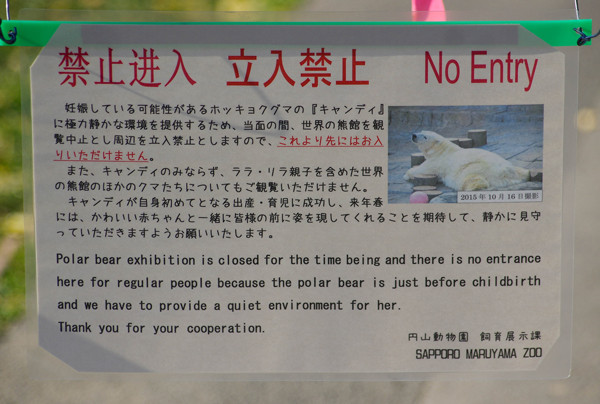 禁止进入　立入禁止　No Entry
妊娠している可能性があるホッキョクグマの『キャンディ』
に極力静かな環境を提供するため、当面の間、世界の熊館を観
覧中止とし周辺を立入禁止としますので、これより先にはお入
りいただけません。
また、キャンディのみならず、ララ・リラ親子を含めた世界
の熊館のほかのクマたちについてもご観覧いただけません。
キャンディが自身初めてとなる出産・育児に成功し、来年春
には、かわいい赤ちゃんと一緒に皆様の前に姿を現してくれることを期待して、静かに見守
っていただきますようお願いいたします。
2015年10月16日撮影
Polar bear exhibition is closed for the time being and there is no entrance
here for regular people because the polar bear is just before childbirth
and we have to provide a quiet environment for her.
Thank you for your cooperation.
円山動物園　飼育展示課
SAPPORO MARUYAMA ZOO